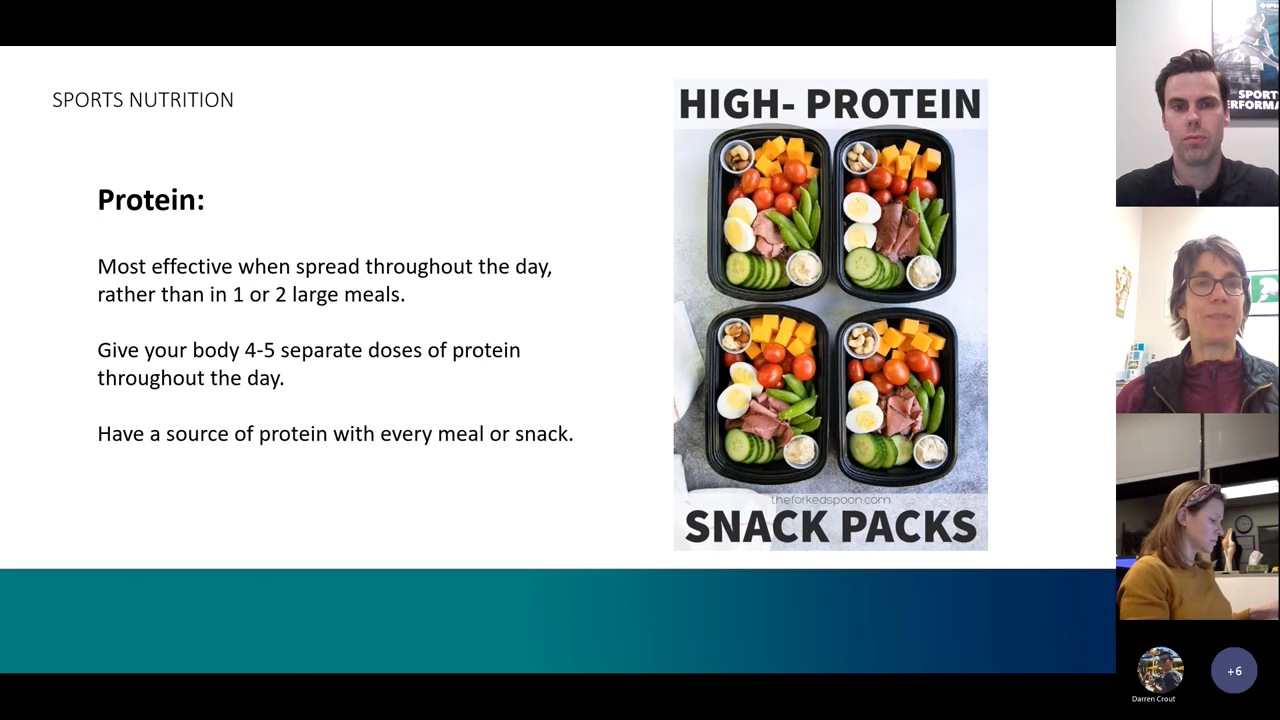 SPORTS NUTRITION
Protein:
Most effective when spread throughout the day,
rather than in 1 or 2 large meals.
Give your body 4-5 separate doses of protein
throughout the day.
Have a source of protein with every meal or snack.
HIGH- PROTEIN
theforkedspoon.com
SNACK PACKS
SPORT
ERFORMA
Darren Crout
+6